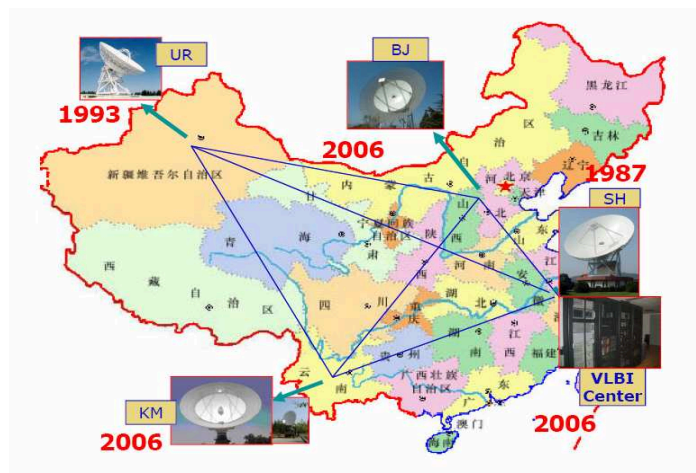 UR
BJ
1993
2006
黑龙江
吉林
辽宁
1987
SH
新疆维吾尔自治区
甘
内
蒙
古
自
治
区
河
北京
天津
北
山
西
宁夏回族
自治区
陕
西
肃
青
海
山
东
河南
江
安
徽
西藏自治区
四
川
重
庆
湖
北
湖
南
江
西
福建
贵州
云
南
广西壮族
自治区
广
东
澳门
海南
KM
2006
VLBI
Center
2006